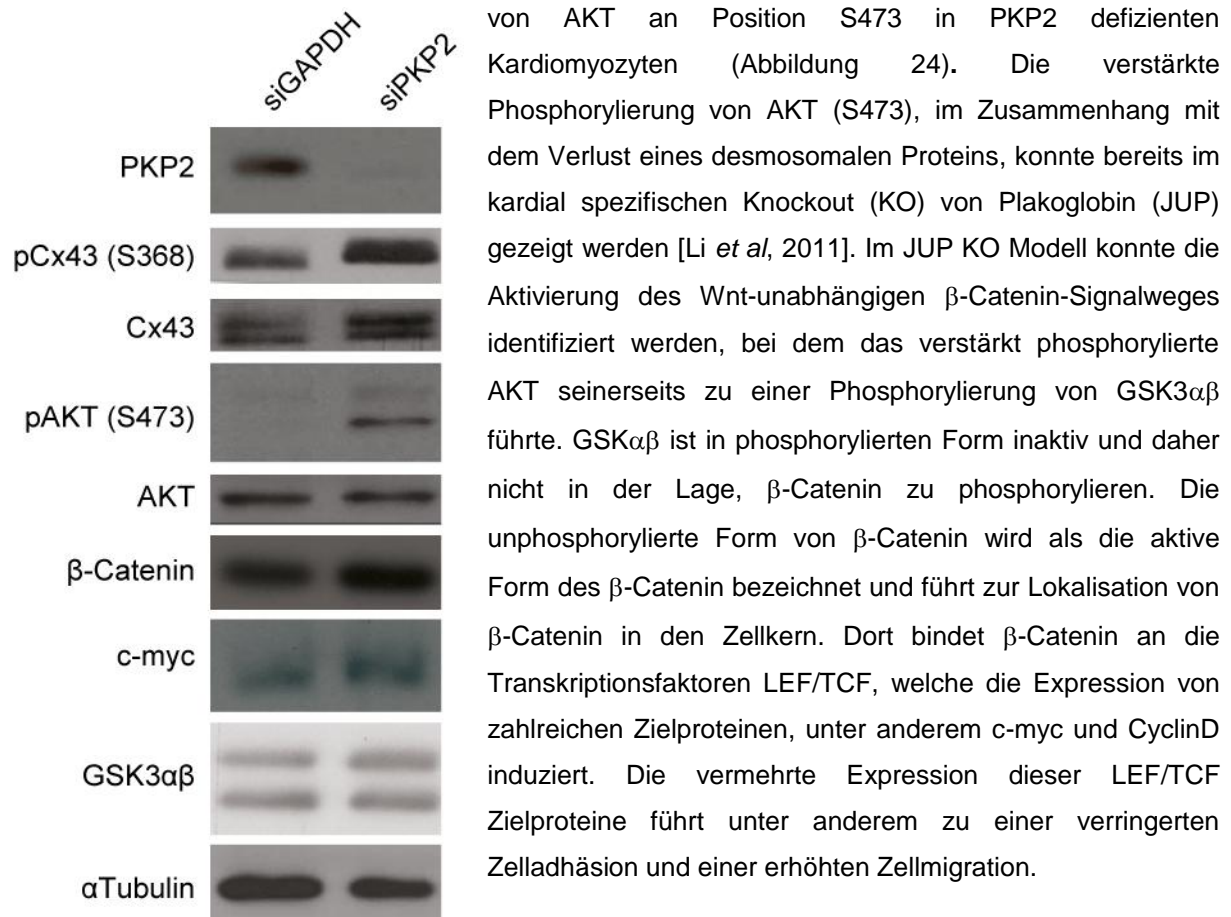 siGAPDH
siPKP2
PKP2
pCx43 (S368)
Cx43
pAKT (S473)
AKT
β-Catenin
c-myc
GSK3αβ
αTubulin
von AKT an Position S473 in PKP2 defizienten
Kardiomyozyten (Abbildung 24). Die verstärkte
Phosphorylierung von AKT (S473), im Zusammenhang mit
dem Verlust eines desmosomalen Proteins, konnte bereits im
kardial spezifischen Knockout (KO) von Plakoglobin (JUP)
gezeigt werden [Li et al, 2011]. Im JUP KO Modell konnte die
Aktivierung des Wnt-unabhängigen β-Catenin-Signalweges
identifiziert werden, bei dem das verstärkt phosphorylierte
AKT seinerseits zu einer Phosphorylierung von GSK3αβ
führte. GSKαβ ist in phosphorylierten Form inaktiv und daher
nicht in der Lage, β-Catenin zu phosphorylieren. Die
unphosphorylierte Form von β-Catenin wird als die aktive
Form des β-Catenin bezeichnet und führt zur Lokalisation von
β-Catenin in den Zellkern. Dort bindet β-Catenin an die
Transkriptionsfaktoren LEF/TCF, welche die Expression von
zahlreichen Zielproteinen, unter anderem c-myc und CyclinD
induziert. Die vermehrte Expression dieser LEF/TCF
Zielproteine führt unter anderem zu einer verringerten
Zelladhäsion und einer erhöhten Zellmigration.